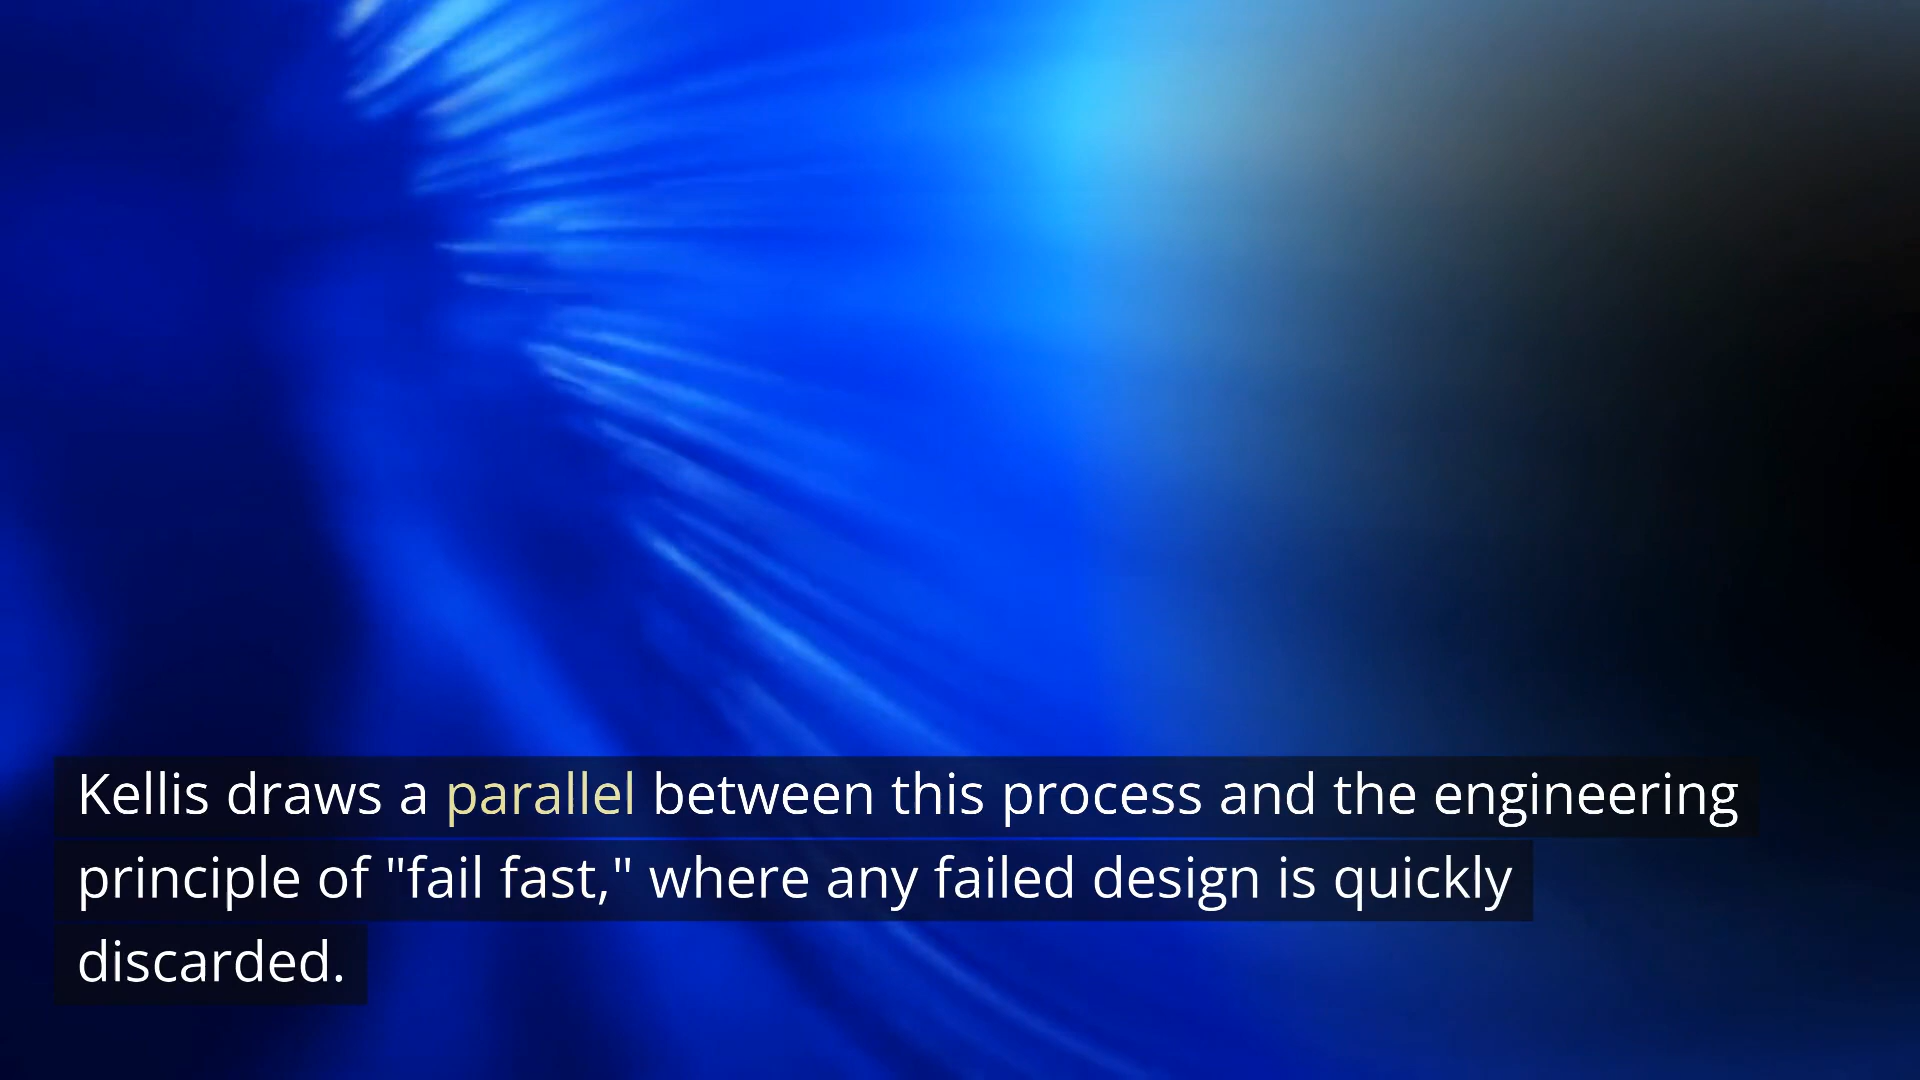 Kellis draws a parallel between this process and the engineering
principle of "fail fast," where any failed design is quickly
discarded.